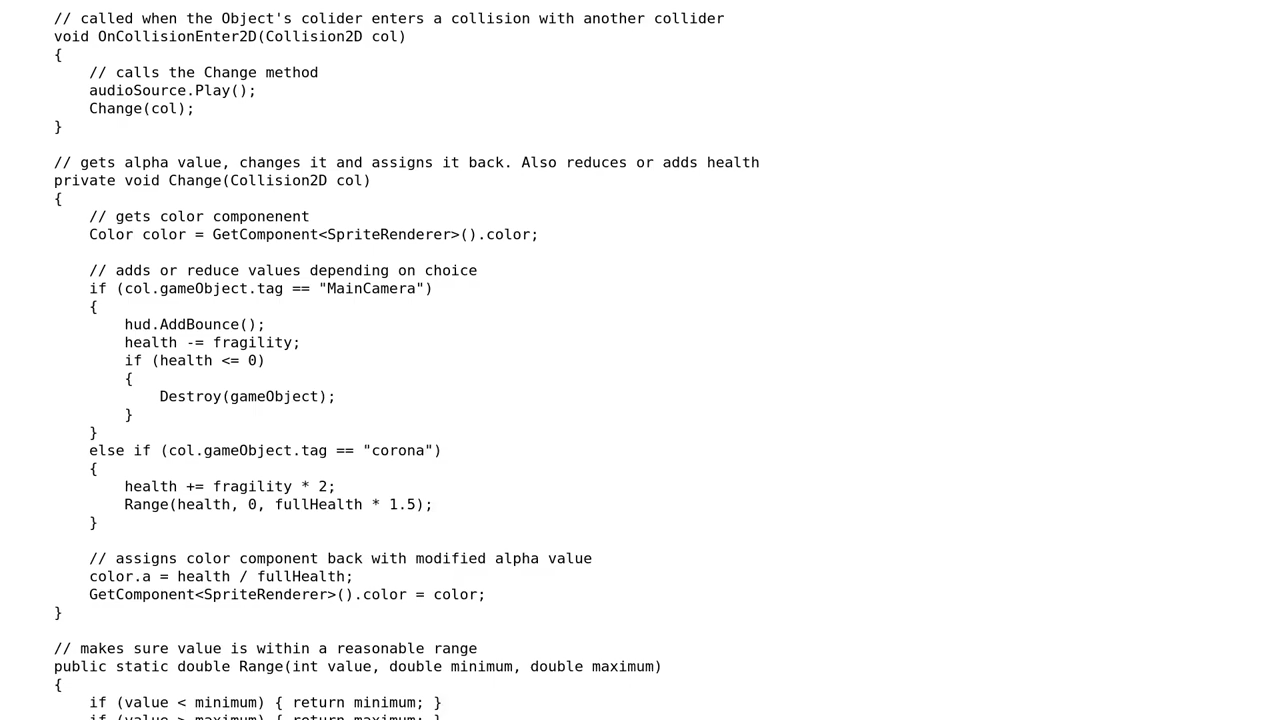 // called when the Object's colider enters a collision with another collider
void OnCollisionEnter2D(Collision2D col)
{
    // calls the Change method
    audioSource.Play();
    Change(col);
}

// gets alpha value, changes it and assigns it back. Also reduces or adds health
private void Change(Collision2D col)
{
    // gets color componenent
    Color color = GetComponent<SpriteRenderer>().color;

    // adds or reduce values depending on choice
    if (col.gameObject.tag == "MainCamera")
    {
        hud.AddBounce();
        health -= fragility;
        if (health <= 0)
        {
            Destroy(gameObject);
        }
    }
    else if (col.gameObject.tag == "corona")
    {
        health += fragility * 2;
        Range(health, 0, fullHealth * 1.5);
    }

    // assigns color component back with modified alpha value
    color.a = health / fullHealth;
    GetComponent<SpriteRenderer>().color = color;
}

// makes sure value is within a reasonable range
public static double Range(int value, double minimum, double maximum)
{
    if (value < minimum) { return minimum; }
    if (value > maximum) { return maximum; }